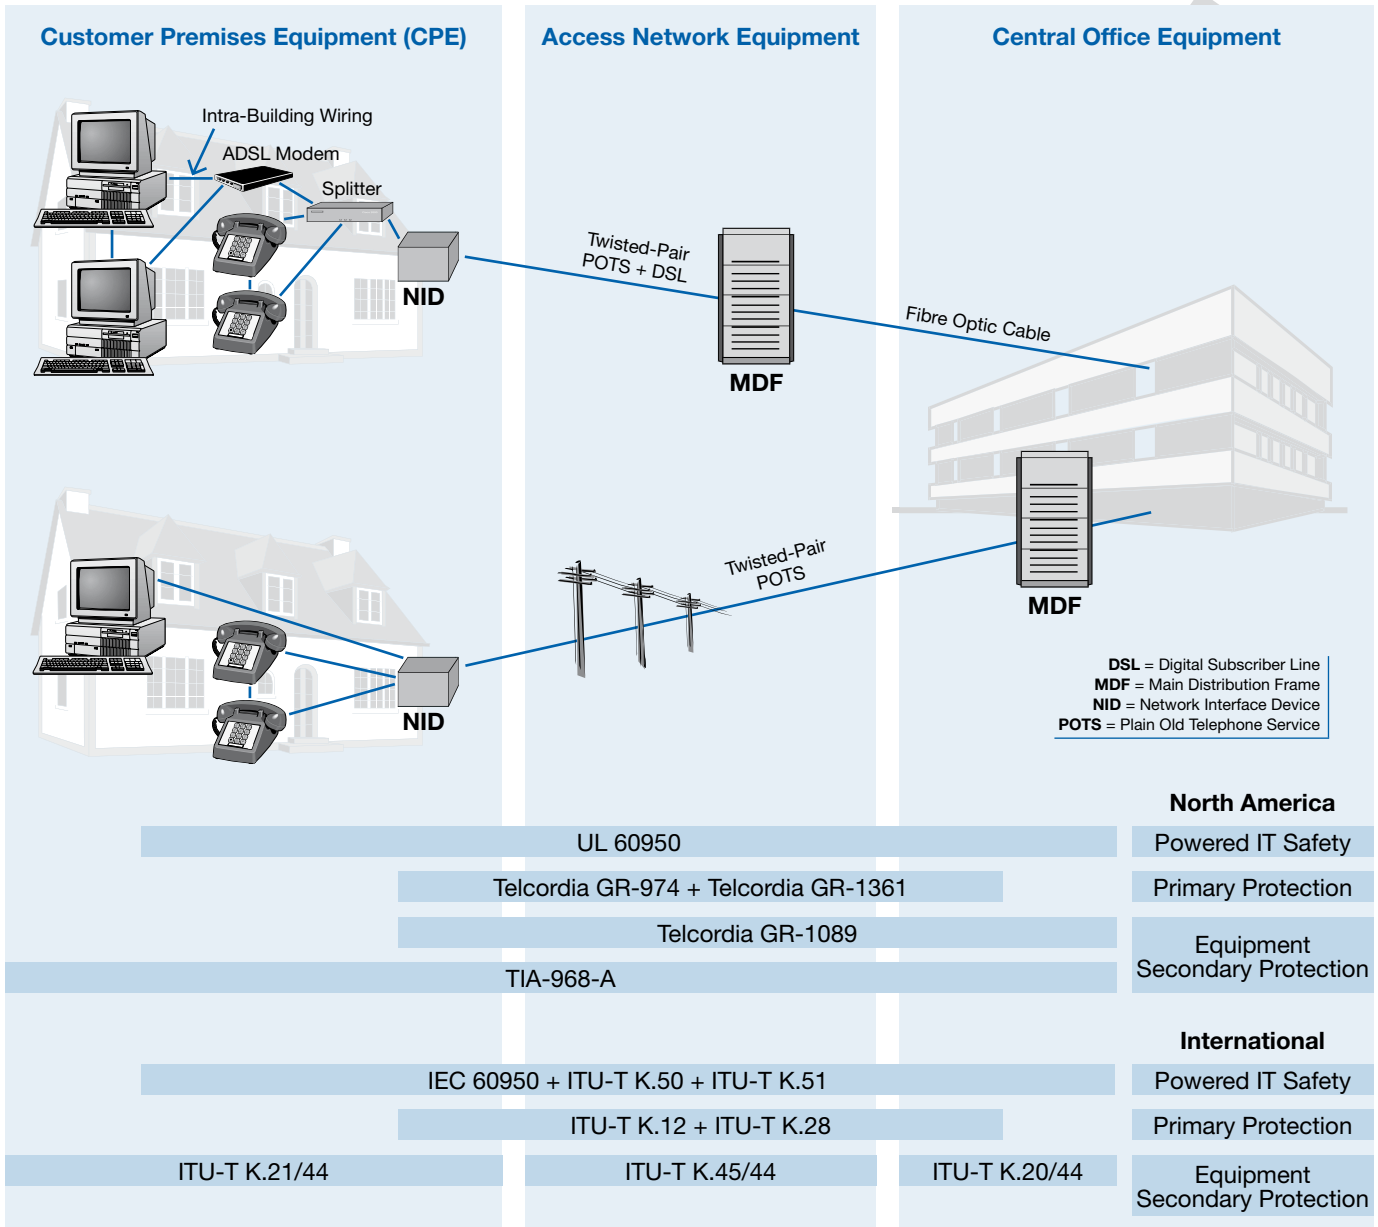 Customer Premises Equipment (CPE)
Access Network Equipment
Central Office Equipment
Intra-Building Wiring
ADSL Modem
Splitter
NID
Twisted-Pair
POTS + DSL
MDF
Fibre Optic Cable
NID
Twisted-Pair
POTS
MDF
DSL = Digital Subscriber Line
MDF = Main Distribution Frame
NID = Network Interface Device
POTS = Plain Old Telephone Service
North America
UL 60950
Powered IT Safety
Telcordia GR-974 + Telcordia GR-1361
Primary Protection
Telcordia GR-1089
TIA-968-A
Equipment
Secondary Protection
International
IEC 60950 + ITU-T K.50 + ITU-T K.51
Powered IT Safety
ITU-T K.12 + ITU-T K.28
Primary Protection
ITU-T K.21/44
ITU-T K.45/44
ITU-T K.20/44
Equipment
Secondary Protection